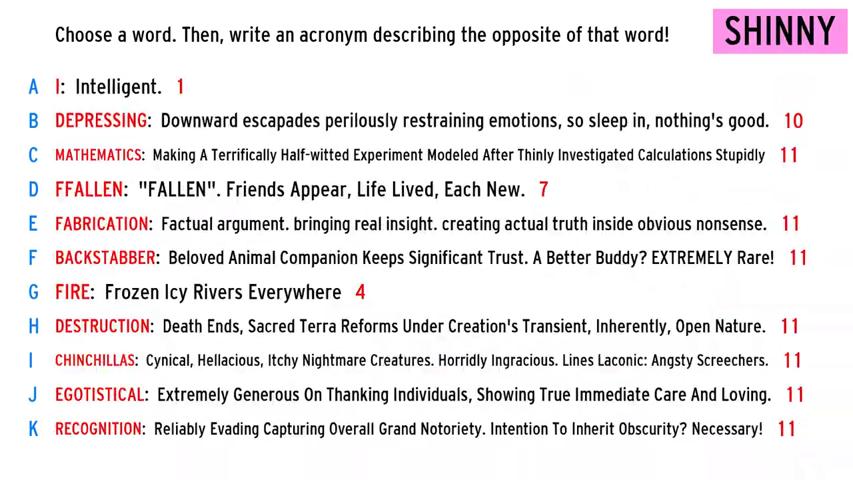 Choose a word. Then, write an acronym describing the opposite of that word!
SHINNY
A I: Intelligent. 1
B DEPRESSING: Downward escapades perilously restraining emotions, so sleep in, nothing's good. 10
C MATHEMATICS: Making A Terrifically Half-witted Experiment Modeled After Thinly Investigated Calculations Stupidly 11
D FFALLEN: "FALLEN". Friends Appear, Life Lived, Each New. 7
E FABRICATION: Factual argument. bringing real insight. creating actual truth inside obvious nonsense. 11
F BACKSTABBER: Beloved Animal Companion Keeps Significant Trust. A Better Buddy? EXTREMELY Rare! 11
G FIRE: Frozen Icy Rivers Everywhere 4
H DESTRUCTION: Death Ends, Sacred Terra Reforms Under Creation's Transient, Inherently, Open Nature. 11
I CHINCHILLAS: Cynical, Hellacious, Itchy Nightmare Creatures. Horridly Ingracious. Lines Laconic: Angsty Screechers. 11
J EGOTISTICAL: Extremely Generous On Thanking Individuals, Showing True Immediate Care And Loving. 11
K RECOGNITION: Reliably Evading Capturing Overall Grand Notoriety. Intention To Inherit Obscurity? Necessary! 11